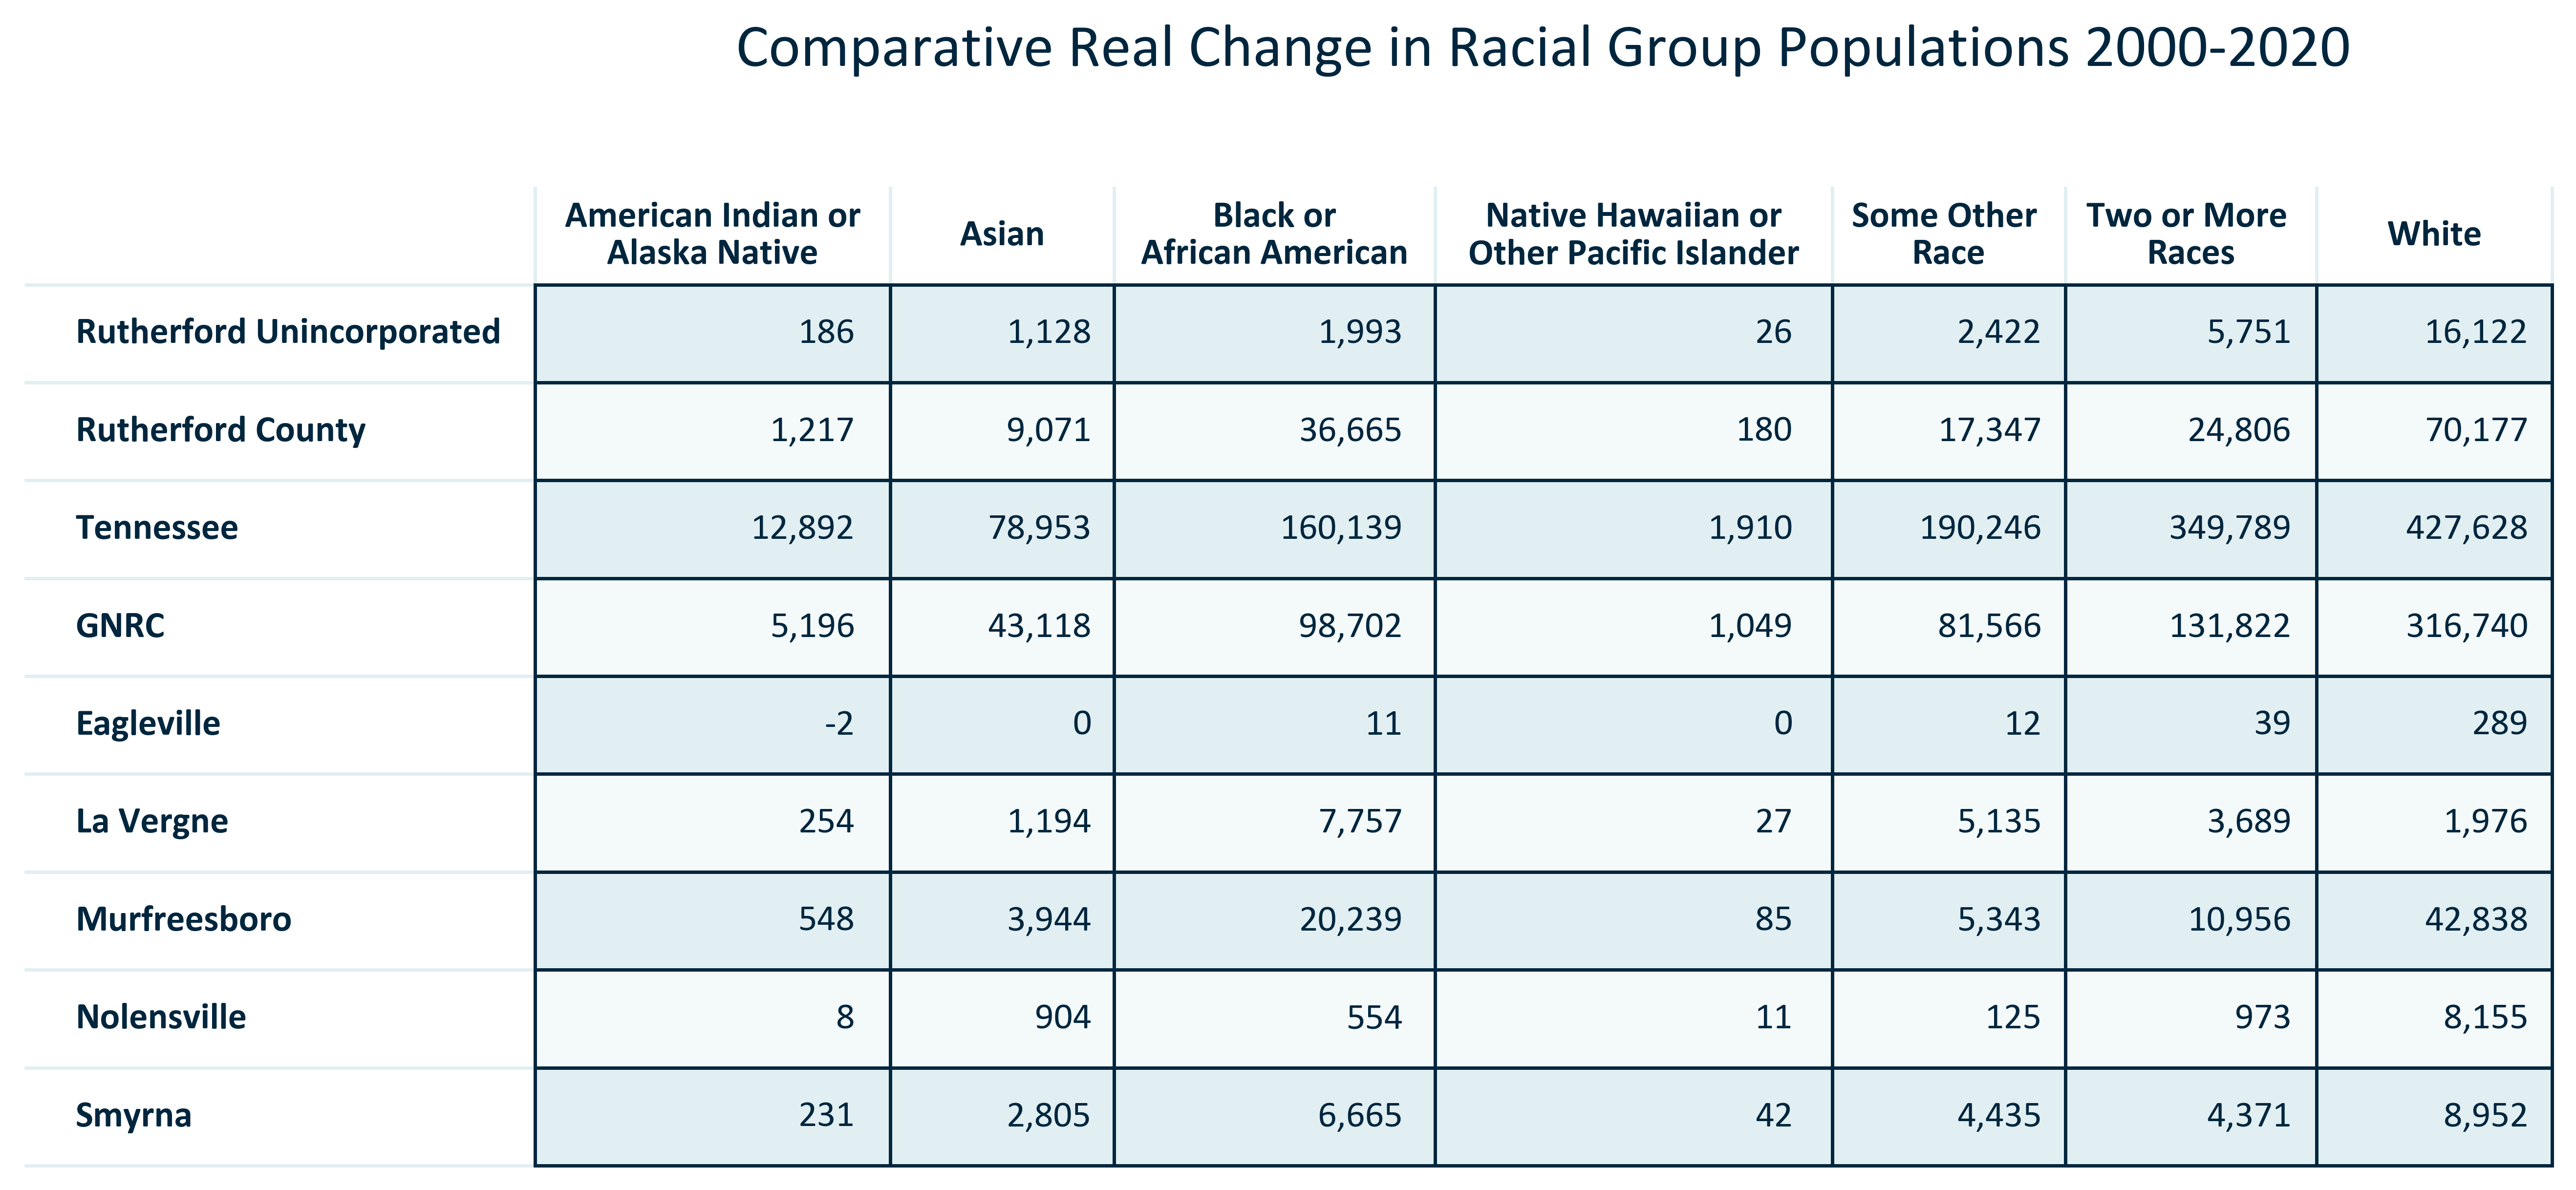 Comparative Real Change in Racial Group Populations 2000-2020
American Indian or Alaska Native Asian Black or African American Native Hawaiian or Other Pacific Islander Some Other Race Two or More Races White
Rutherford Unincorporated 186 1,128 1,993 26 2,422 5,751 16,122
Rutherford County 1,217 9,071 36,665 180 17,347 24,806 70,177
Tennessee 12,892 78,953 160,139 1,910 190,246 349,789 427,628
GNRC 5,196 43,118 98,702 1,049 81,566 131,822 316,740
Eagleville -2 0 11 0 12 39 289
La Vergne 254 1,194 7,757 27 5,135 3,689 1,976
Murfreesboro 548 3,944 20,239 85 5,343 10,956 42,838
Nolensville 8 904 554 11 125 973 8,155
Smyrna 231 2,805 6,665 42 4,435 4,371 8,952